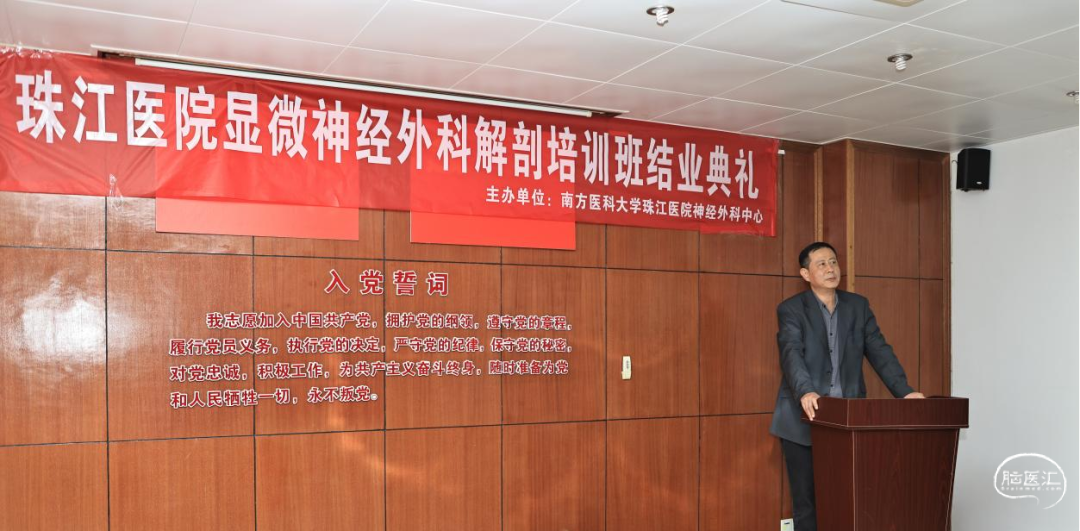 珠江医院显微神经外科解剖培训班结业典礼
主办单位：南方医科大学珠江医院神经外科中心
入党誓词
我志愿加入中国共产党，拥护党的纲领，遵守党的章程，
履行党员义务，执行党的决定，严守党的纪律，保守党的秘密，
对党忠诚，积极工作，为共产主义奋斗终身，随时准备为党
和人民牺牲一切，永不叛党。
脑医汇